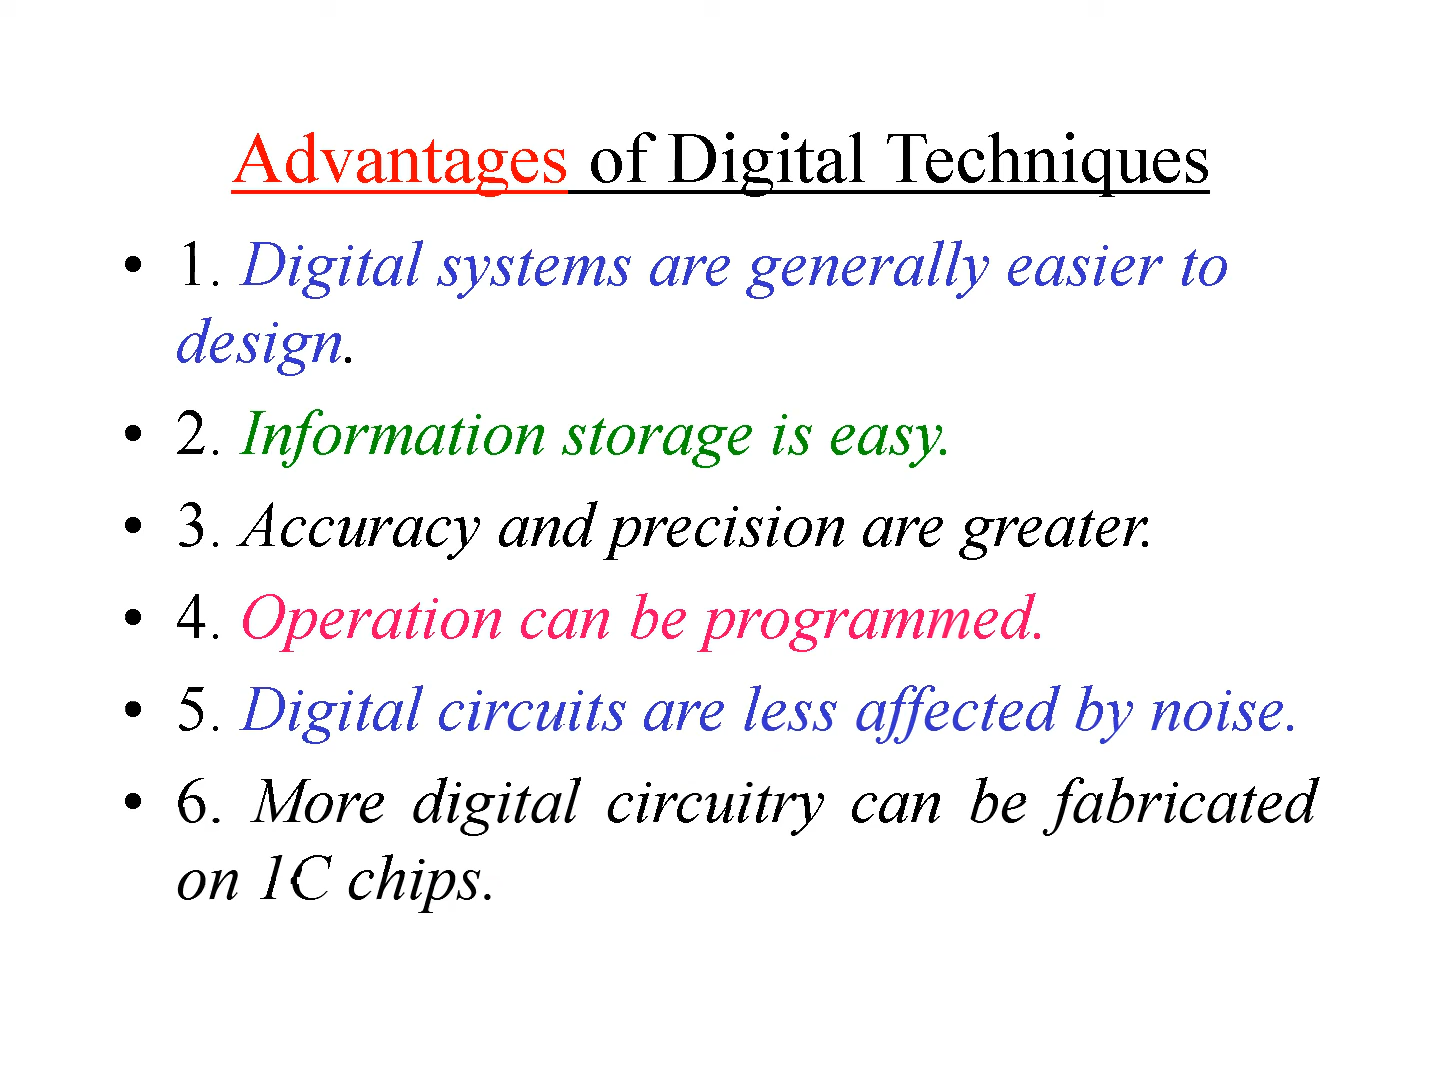 Advantages of Digital Techniques
• 1. Digital systems are generally easier to
design.
• 2. Information storage is easy.
• 3. Accuracy and precision are greater.
• 4. Operation can be programmed.
• 5. Digital circuits are less affected by noise.
• 6. More digital circuitry can be fabricated
on 1C chips.